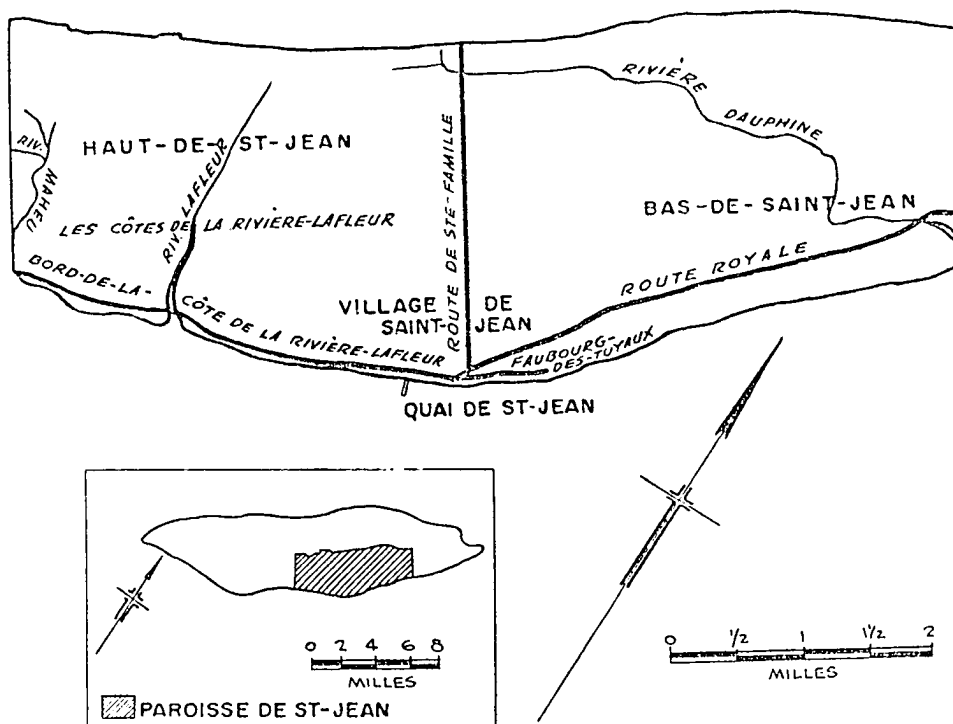 RIVIÈRE
DAUPHINE
RIV.
MAHEU
HAUT-DE-ST-JEAN
RIV. LAFLEUR
LES CÔTES DE LA RIVIÈRE-LAFLEUR
ROUTE DE STE-FAMILLE
BAS-DE-SAINT-JEAN
BORD-DE-LA-
CÔTE DE LA RIVIÈRE-LAFLEUR
ROUTE ROYALE
VILLAGE DE
SAINT-JEAN
FAUBOURG-
DES-TUYAUX
QUAI DE ST-JEAN
0 2 4 6 8
MILLES
PAROISSE DE ST-JEAN
0 1/2 1 1 1/2 2
MILLES